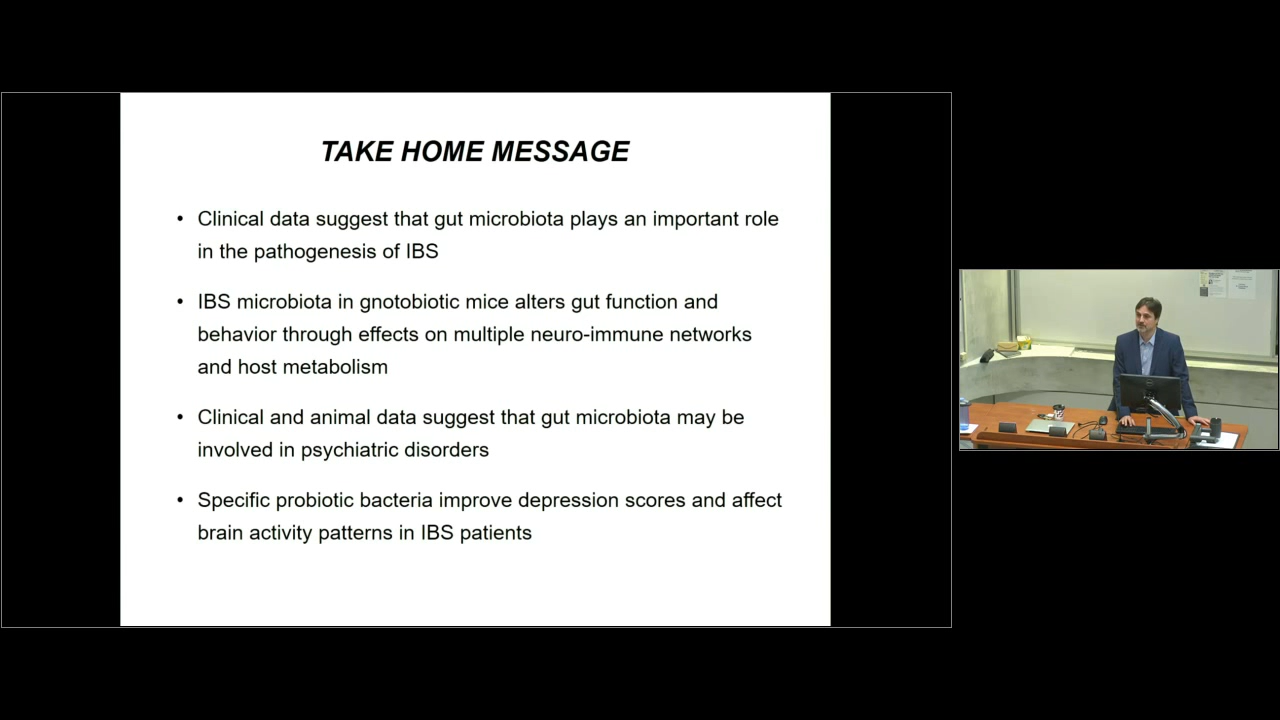 TAKE HOME MESSAGE
• Clinical data suggest that gut microbiota plays an important role
in the pathogenesis of IBS
• IBS microbiota in gnotobiotic mice alters gut function and
behavior through effects on multiple neuro-immune networks
and host metabolism
• Clinical and animal data suggest that gut microbiota may be
involved in psychiatric disorders
• Specific probiotic bacteria improve depression scores and affect
brain activity patterns in IBS patients